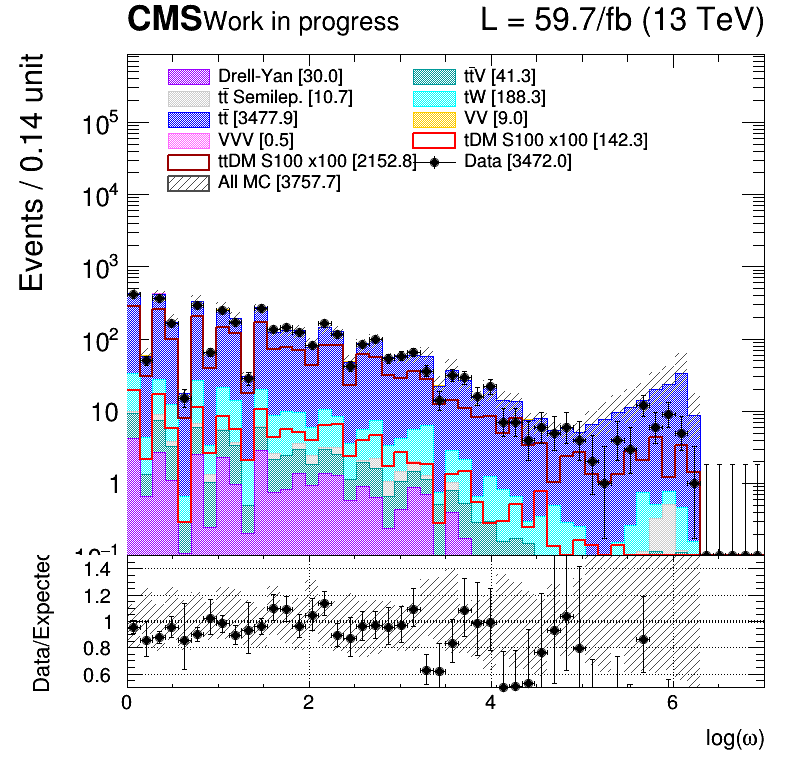 CMS Work in progress L = 59.7/fb (13 TeV)
Drell-Yan [30.0] tt̄V [41.3]
tt̄ Semilep. [10.7] tW [188.3]
tt̄ [3477.9] VV [9.0]
VVV [0.5] tDM S100 x100 [142.3]
ttDM S100 x100 [2152.8] Data [3472.0]
All MC [3757.7]
Events / 0.14 unit
10⁵
10⁴
10³
10²
10
1
10⁻¹
Data/Expected
1.4
1.2
1
0.8
0.6
0 2 4 6
log(ω)